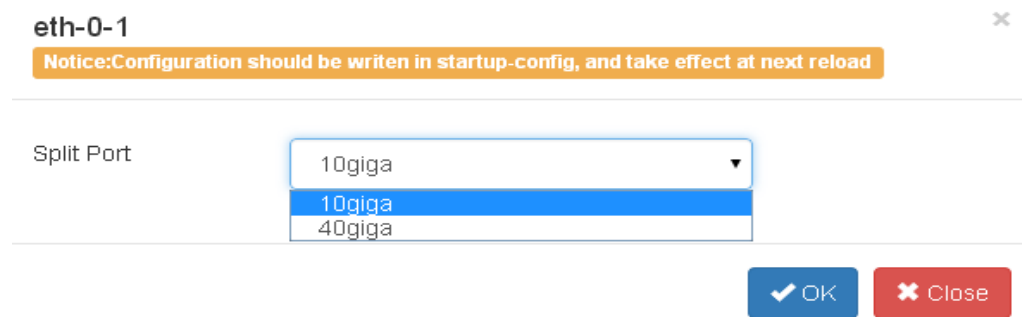 eth-0-1
×
Notice:Configuration should be writen in startup-config, and take effect at next reload
Split Port
10giga
10giga
40giga
OK
Close